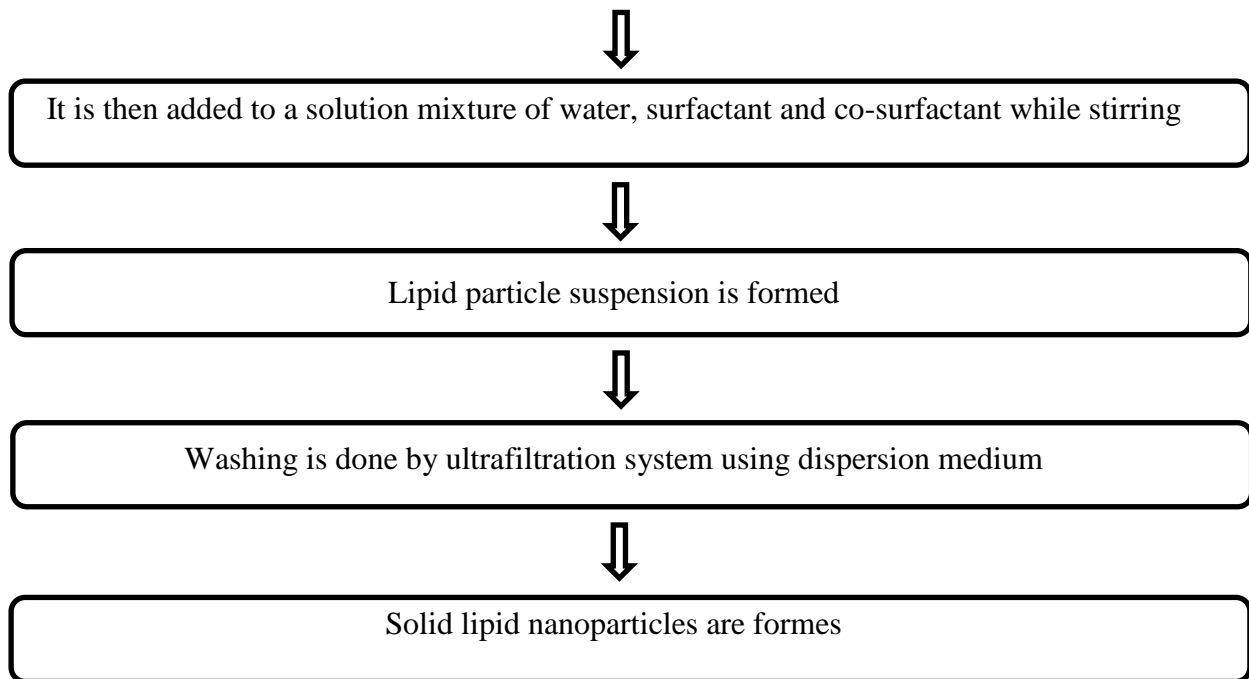 It is then added to a solution mixture of water, surfactant and co-surfactant while stirring
Lipid particle suspension is formed
Washing is done by ultrafiltration system using dispersion medium
Solid lipid nanoparticles are formes